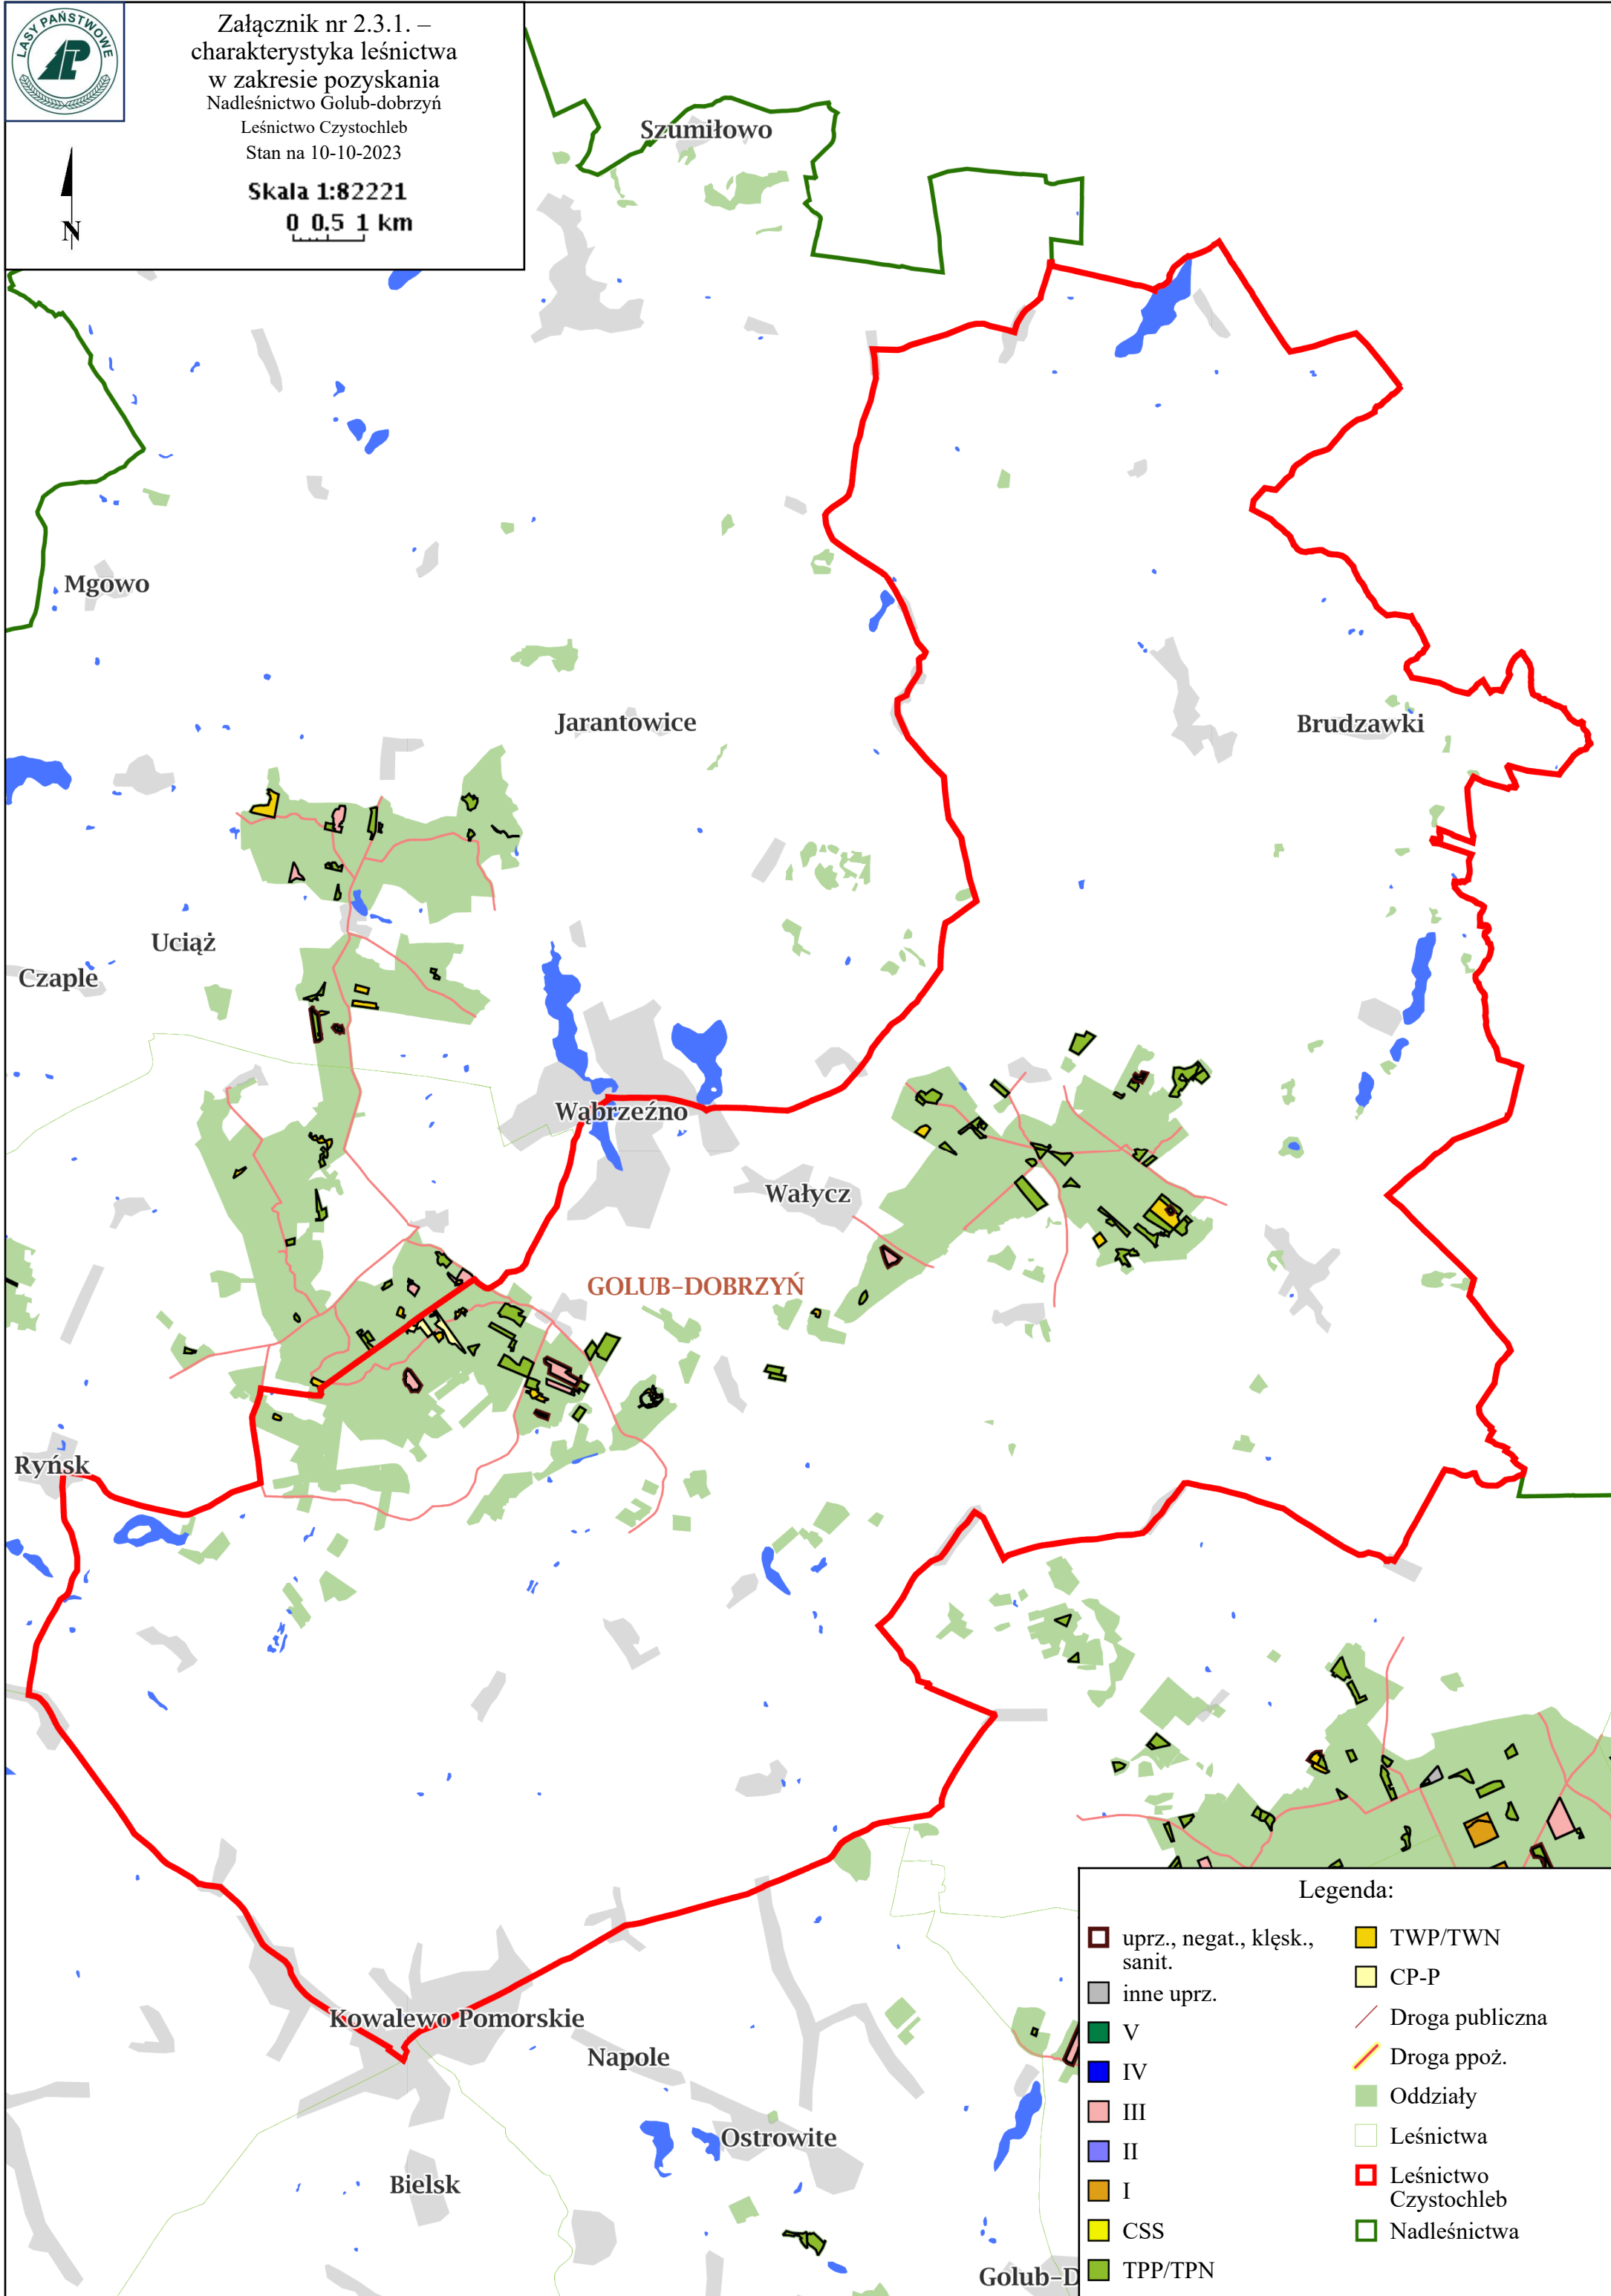 LASY PAŃSTWOWE
Załącznik nr 2.3.1. –
charakterystyka leśnictwa
w zakresie pozyskania
Nadleśnictwo Golub-dobrzyń
Leśnictwo Czystochleb
Stan na 10-10-2023
Skala 1:82221
0 0.5 1 km
N
Szumiłowo
Mgowo
Jarantowice
Brudzawki
Uciąż
Czaple
Wąbrzeźno
Wałycz
GOLUB-DOBRZYŃ
Ryńsk
Kowalewo Pomorskie
Napole
Ostrowite
Bielsk
Golub-D
Legenda:
uprz., negat., klęsk.,
sanit.
inne uprz.
V
IV
III
II
I
CSS
TPP/TPN
TWP/TWN
CP-P
Droga publiczna
Droga ppoż.
Oddziały
Leśnictwa
Leśnictwo
Czystochleb
Nadleśnictwa